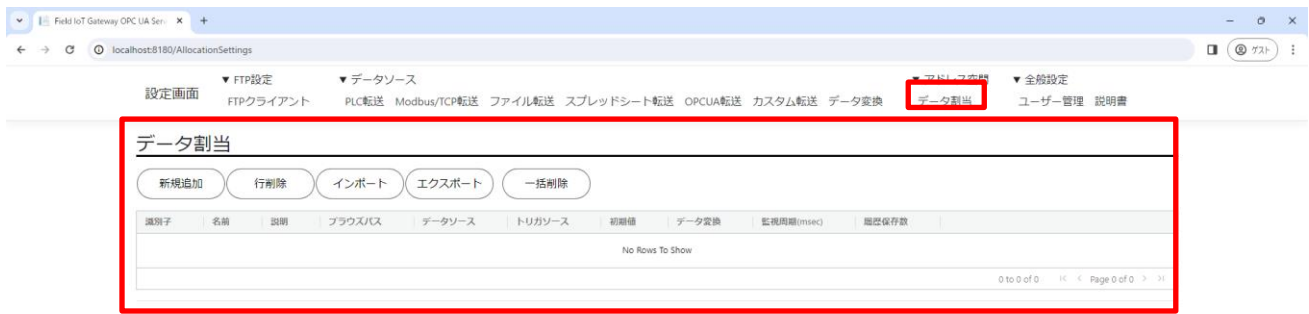 Field IoT Gateway OPC UA Ser
localhost:8180/AllocationSettings
ゲスト
設定画面
▼ FTP設定 ▼ データソース ▼ アドレス空間 ▼ 全般設定
FTPクライアント PLC転送 Modbus/TCP転送 ファイル転送 スプレッドシート転送 OPCUA転送 カスタム転送 データ変換 データ割当 ユーザー管理 説明書
データ割当
新規追加 行削除 インポート エクスポート 一括削除
識別子 名前 説明 ブラウズパス データソース トリガソース 初期値 データ変換 監視周期(msec) 履歴保存数
No Rows To Show
0 to 0 of 0 Page 0 of 0